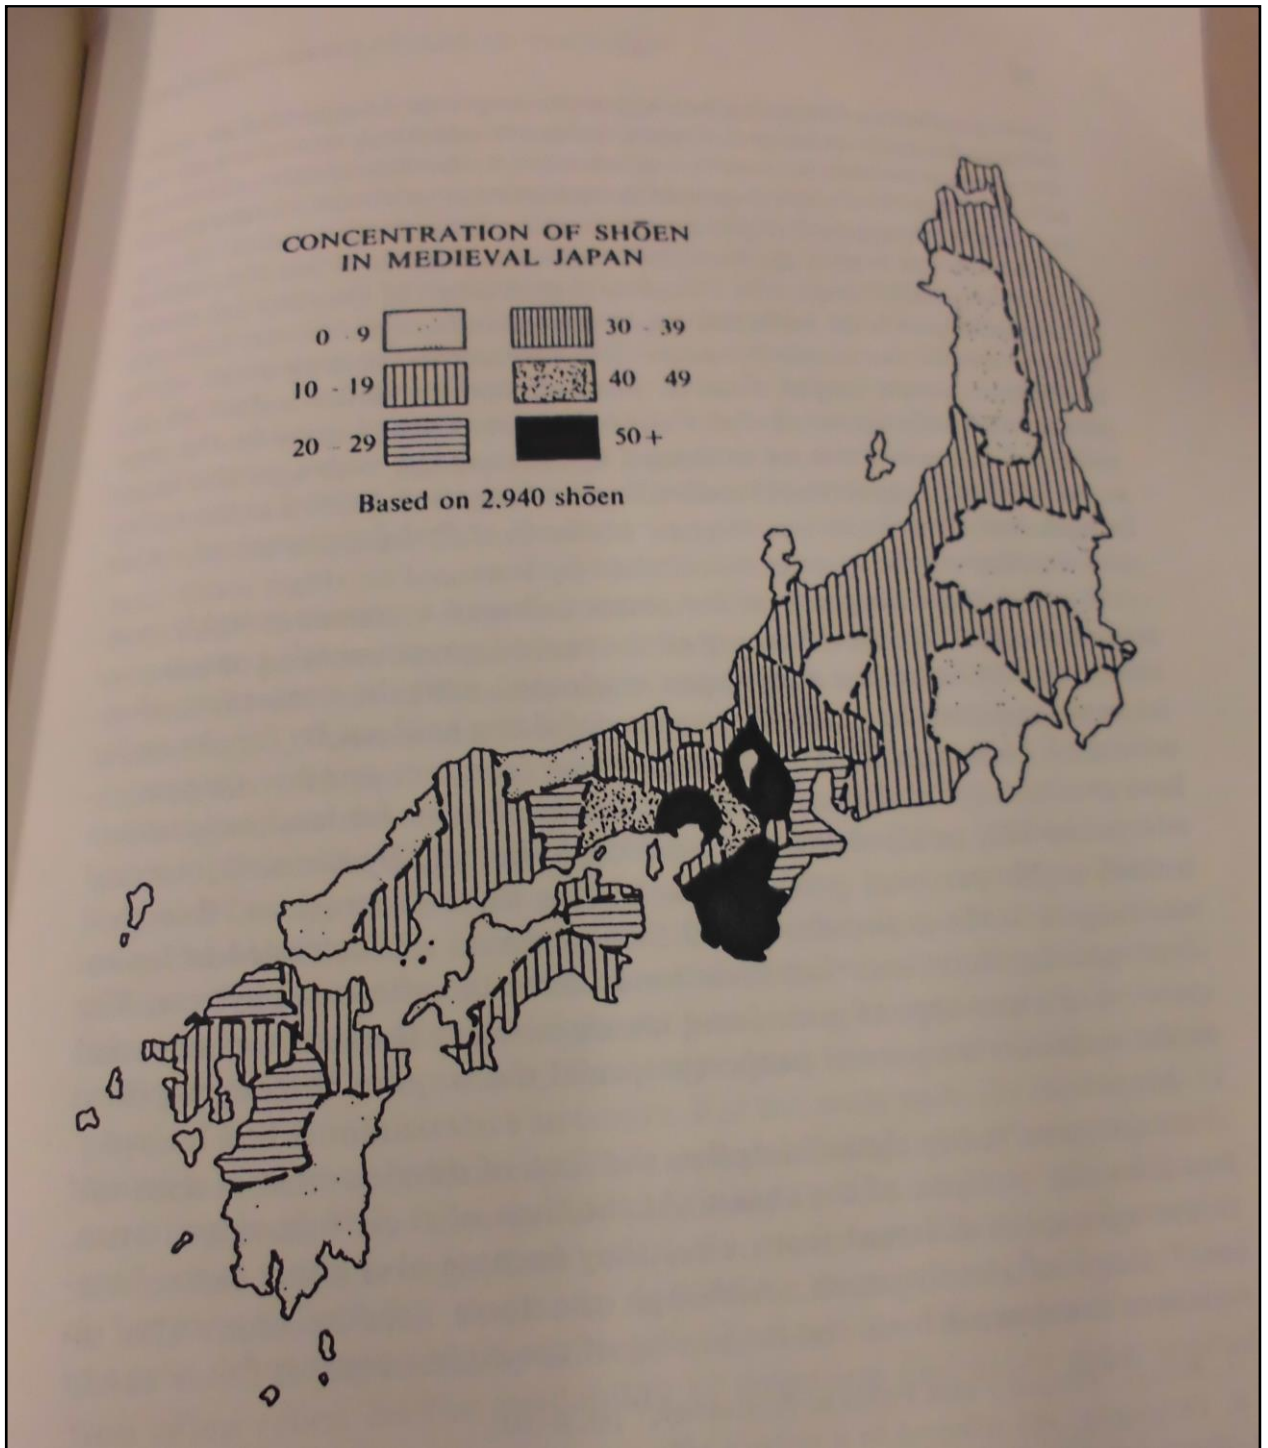 CONCENTRATION OF SHŌEN
IN MEDIEVAL JAPAN
0 - 9
30 - 39
10 - 19
40 49
20 - 29
50+
Based on 2.940 shōen